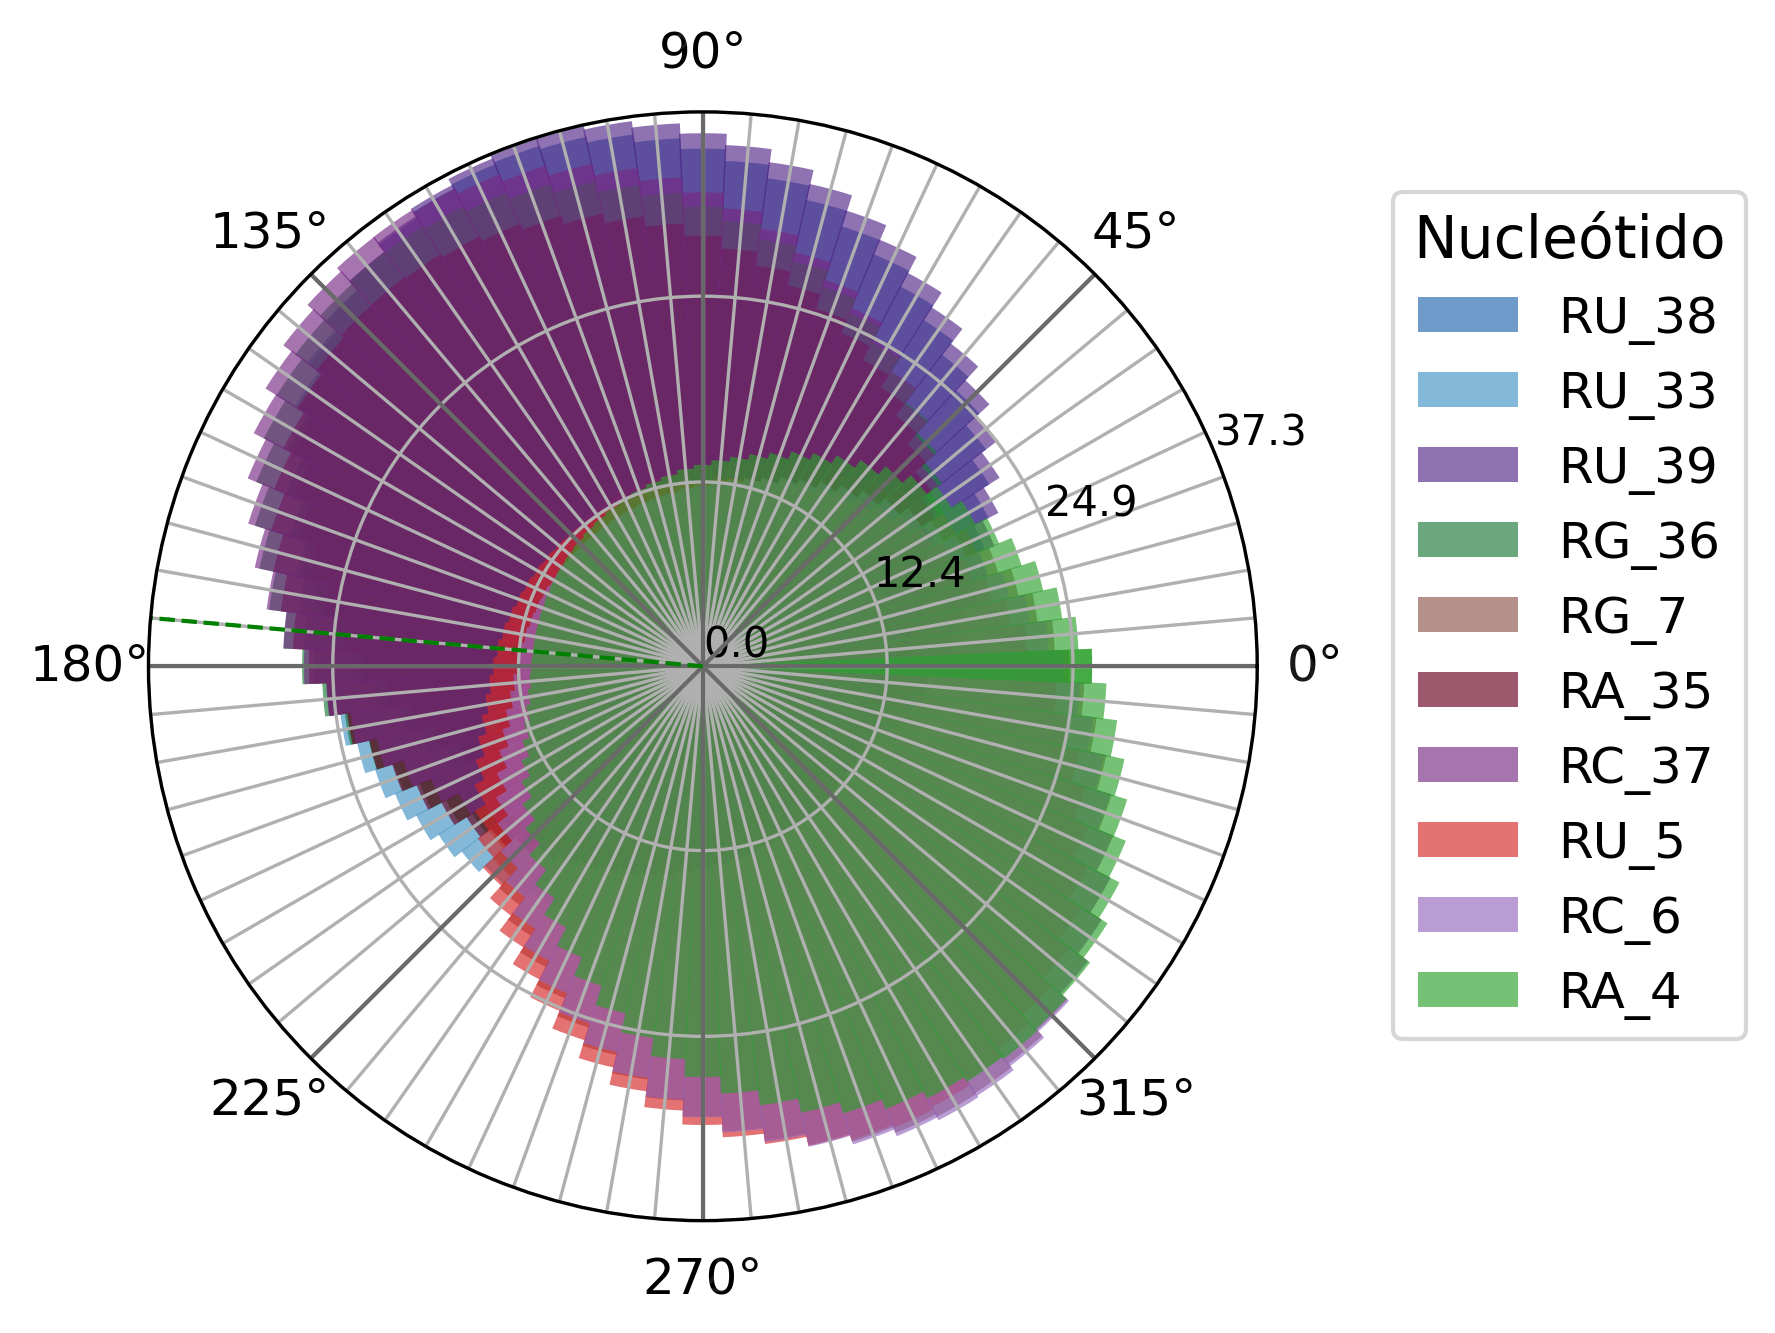 90°
135°
45°
37.3
24.9
12.4
0.0
180°
0°
225°
315°
270°
Nucleótido
RU_38
RU_33
RU_39
RG_36
RG_7
RA_35
RC_37
RU_5
RC_6
RA_4